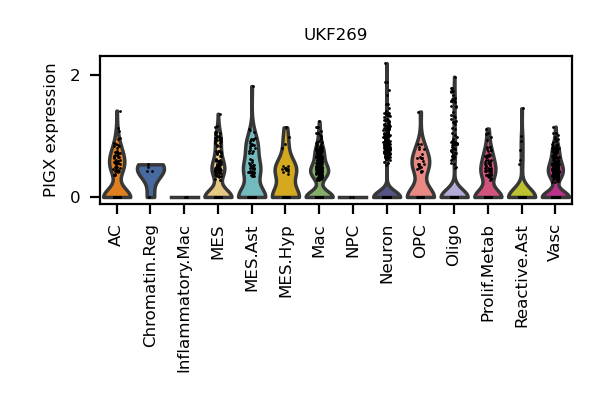 UKF269
PIGX expression
2
0
AC
Chromatin.Reg
Inflammatory.Mac
MES
MES.Ast
MES.Hyp
Mac
NPC
Neuron
OPC
Oligo
Prolif.Metab
Reactive.Ast
Vasc